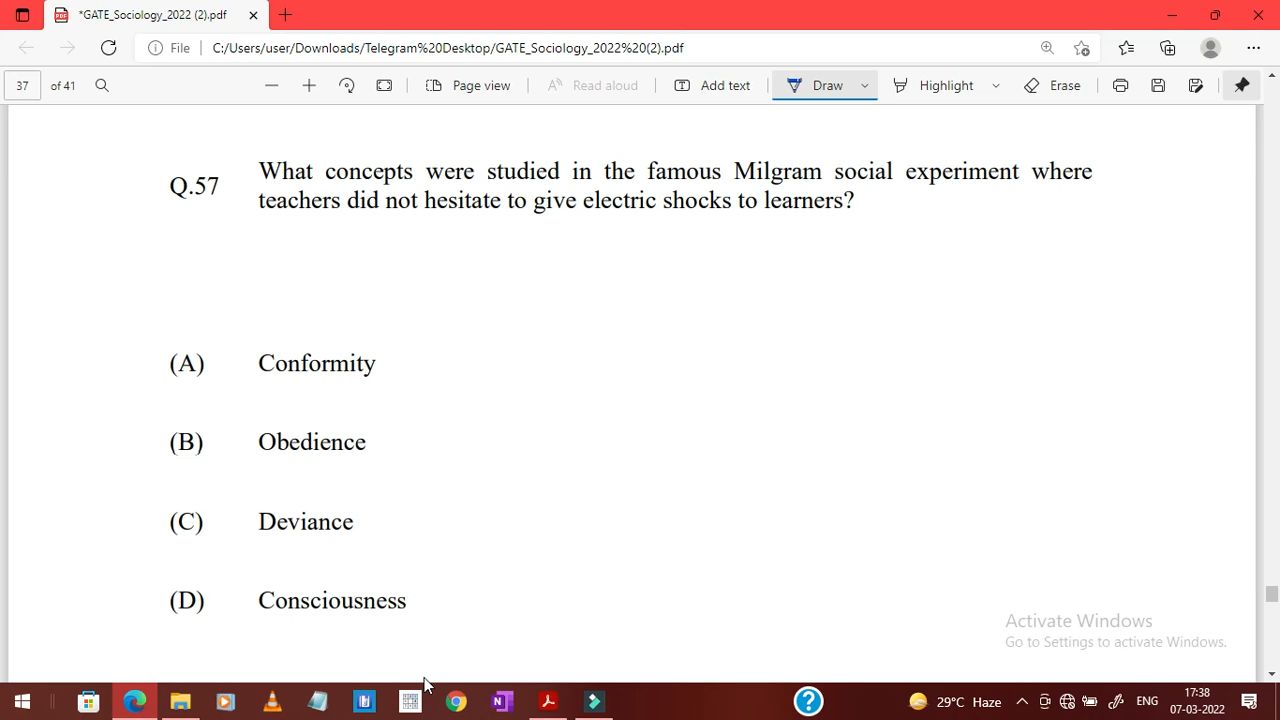 *GATE_Sociology_2022 (2).pdf
File C:/Users/user/Downloads/Telegram%20Desktop/GATE_Sociology_2022%20(2).pdf
37 of 41 Page view Read aloud Add text Draw Highlight Erase
Q.57 What concepts were studied in the famous Milgram social experiment where
teachers did not hesitate to give electric shocks to learners?
(A) Conformity
(B) Obedience
(C) Deviance
(D) Consciousness
Activate Windows
Go to Settings to activate Windows.
29°C Haze ENG 17:38
07-03-2022